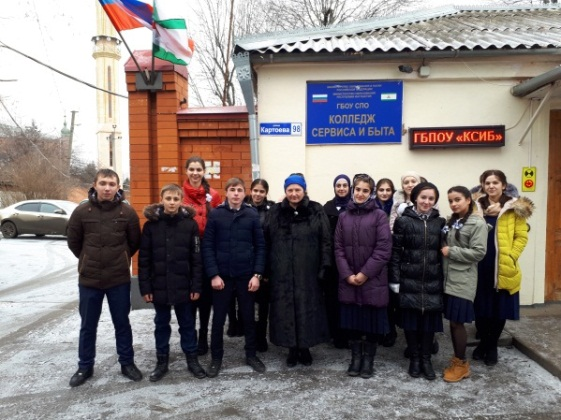 Картоева 98
ГБОУ СПО
КОЛЛЕДЖ
СЕРВИСА И БЫТА
ГБПОУ «КСИБ»